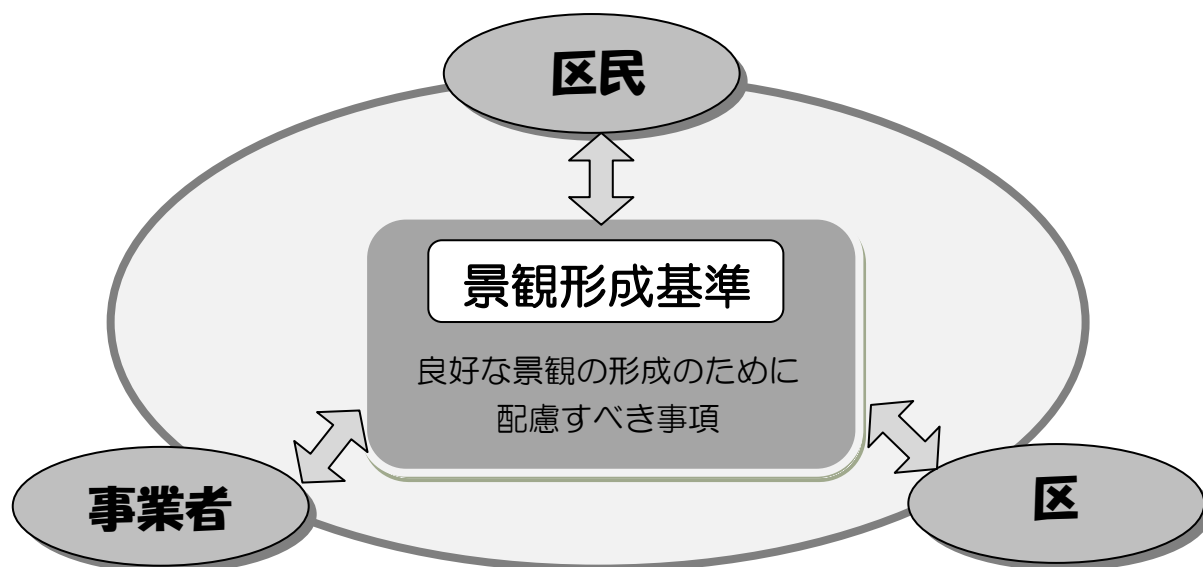 区民
景観形成基準
良好な景観の形成のために
配慮すべき事項
事業者
区